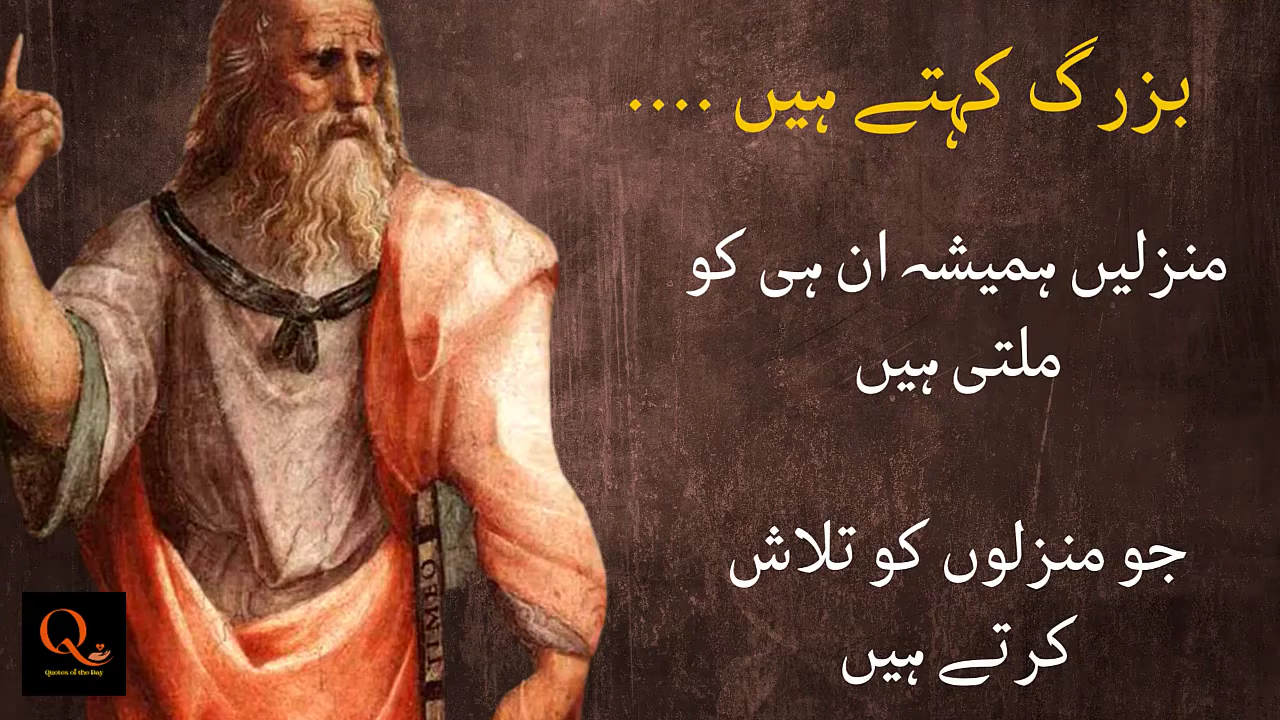 بزرگ کہتے ہیں ....
منزلیں ہمیشہ ان ہی کو
ملتی ہیں
جو منزلوں کو تلاش
کرتے ہیں
TIMEO
Q
Quotes of the Day